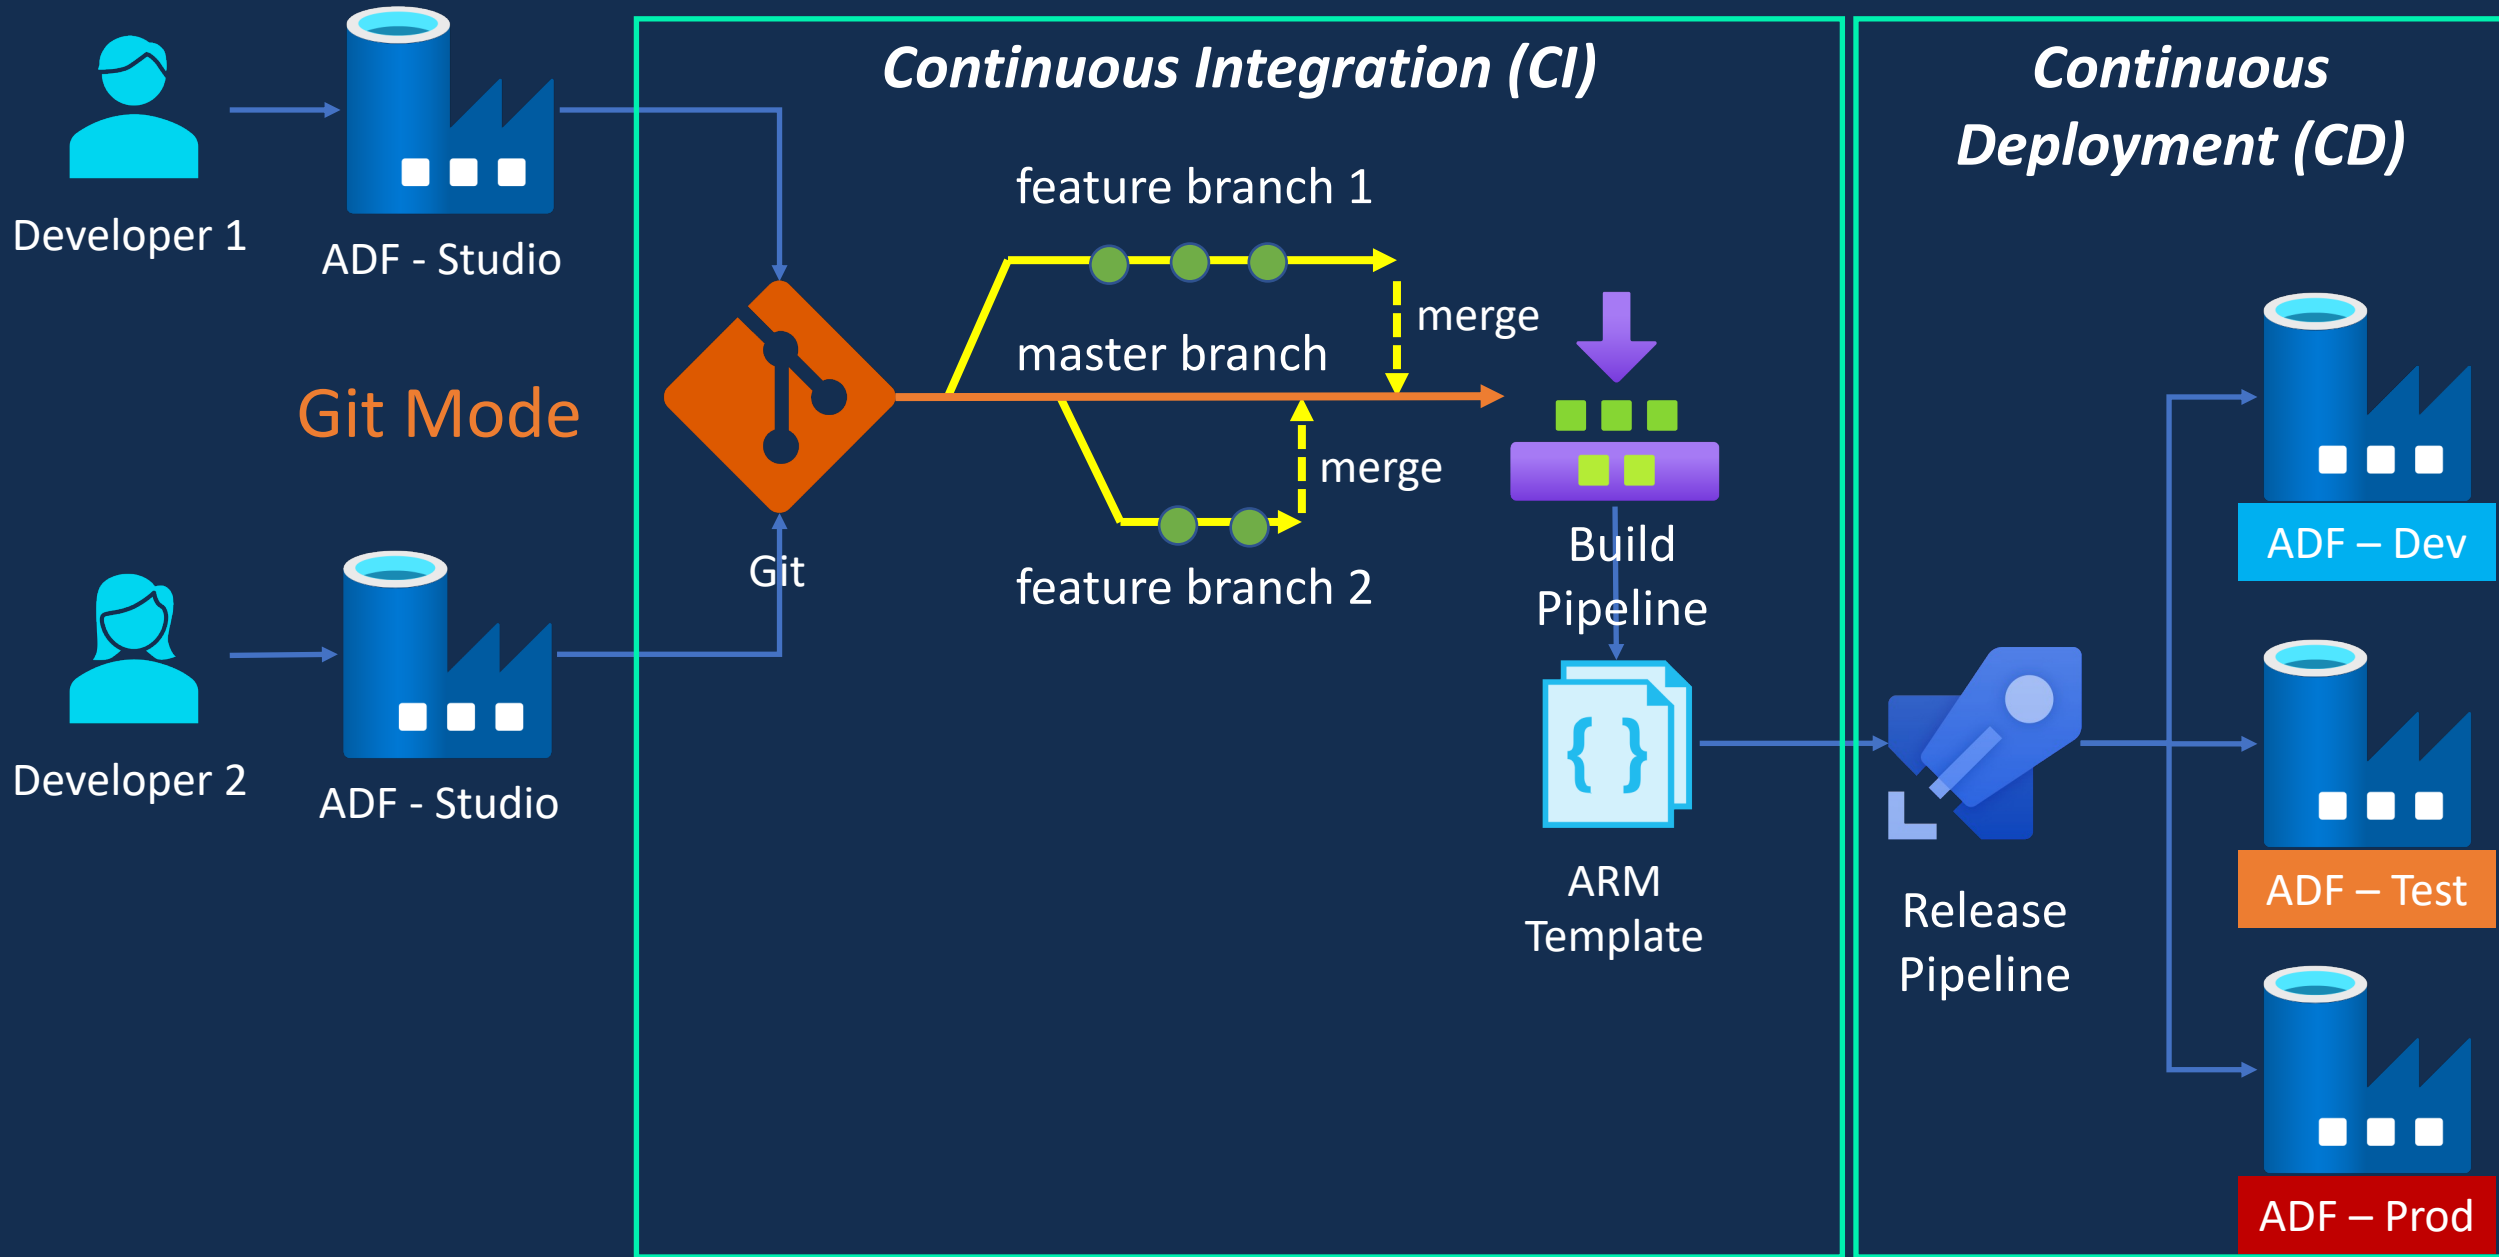 Continuous Integration (CI)
Continuous
Deployment (CD)
feature branch 1
Developer 1
ADF - Studio
merge
master branch
Git Mode
merge
Git
feature branch 2
Build
Pipeline
ADF – Dev
Developer 2
ADF - Studio
ARM
Template
ADF – Test
Release
Pipeline
ADF – Prod